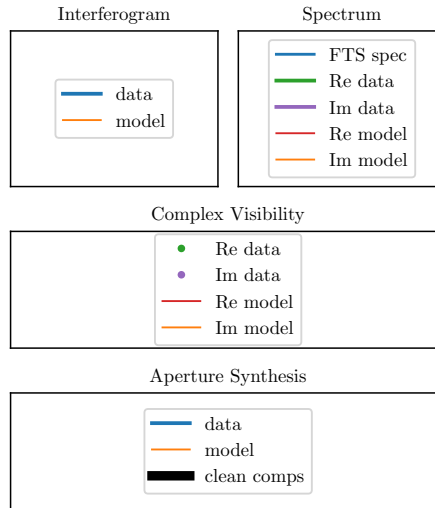 Interferogram
data
model
Spectrum
FTS spec
Re data
Im data
Re model
Im model
Complex Visibility
Re data
Im data
Re model
Im model
Aperture Synthesis
data
model
clean comps